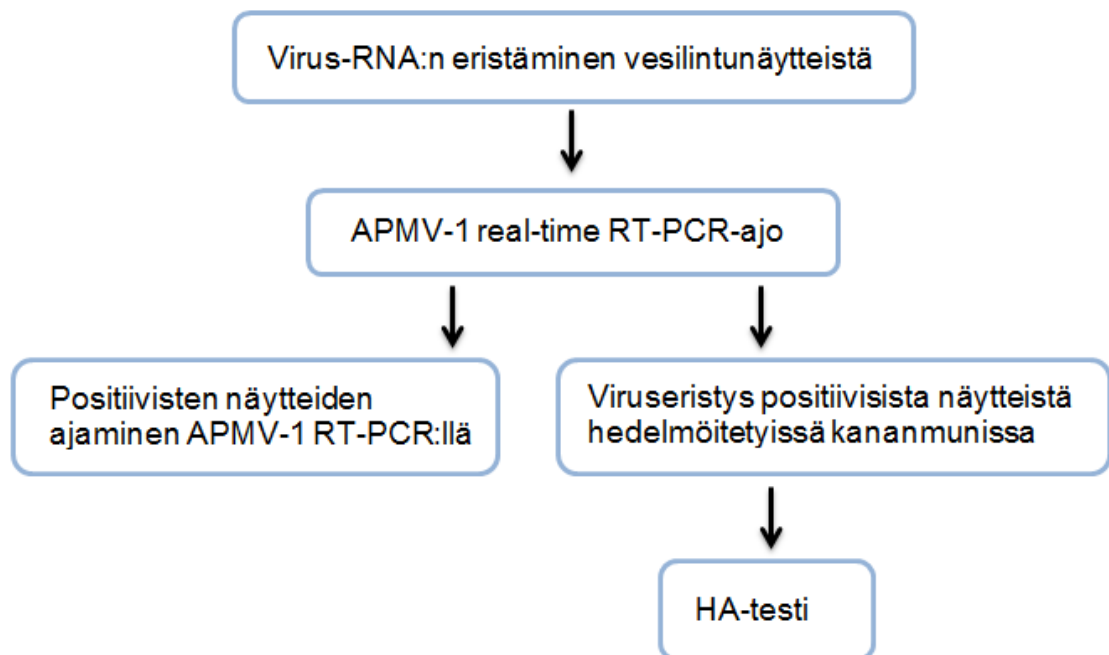 Virus-RNA:n eristäminen vesilintunäytteistä
APMV-1 real-time RT-PCR-ajo
Positiivisten näytteiden
ajaminen APMV-1 RT-PCR:llä
Viruseristys positiivisista näytteistä
hedelmöitetyissä kananmunissa
HA-testi